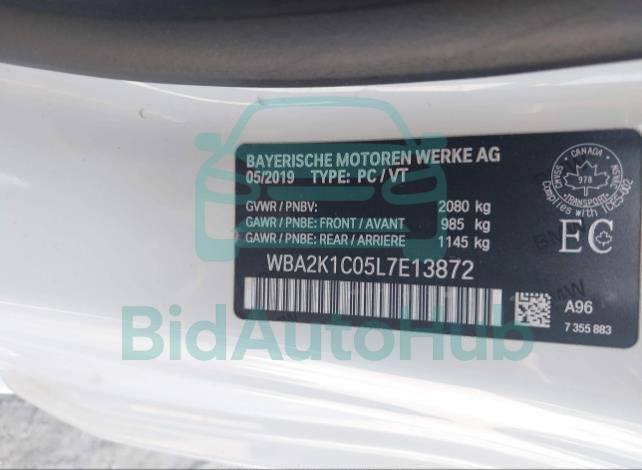 BAYERISCHE MOTOREN WERKE AG
05/2019 TYPE: PC/VT
GVWR / PNBV: 2080 kg
GAWR / PNBE: FRONT / AVANT 985 kg
GAWR / PNBE: REAR / ARRIERE 1145 kg
WBA2K1C05L7E13872
CANADA
978
TRANSPORT
EC
A96
7 355 883
BidAutoHub